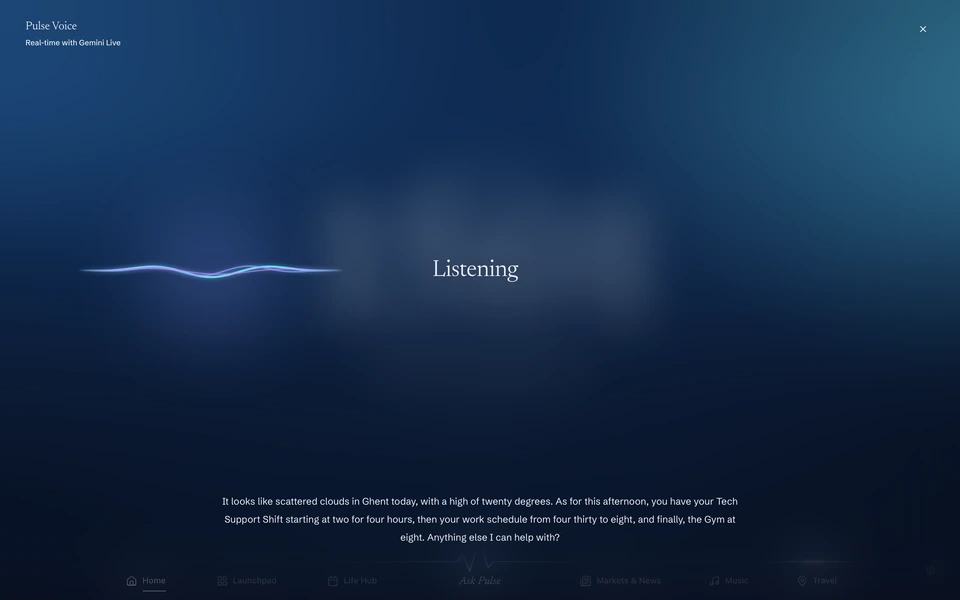 Pulse Voice
Real-time with Gemini Live
×
Listening
It looks like scattered clouds in Ghent today, with a high of twenty degrees. As for this afternoon, you have your Tech
Support Shift starting at two for four hours, then your work schedule from four thirty to eight, and finally, the Gym at
eight. Anything else I can help with?
Home Launchpad Life Hub Ask Pulse Markets & News Music Travel